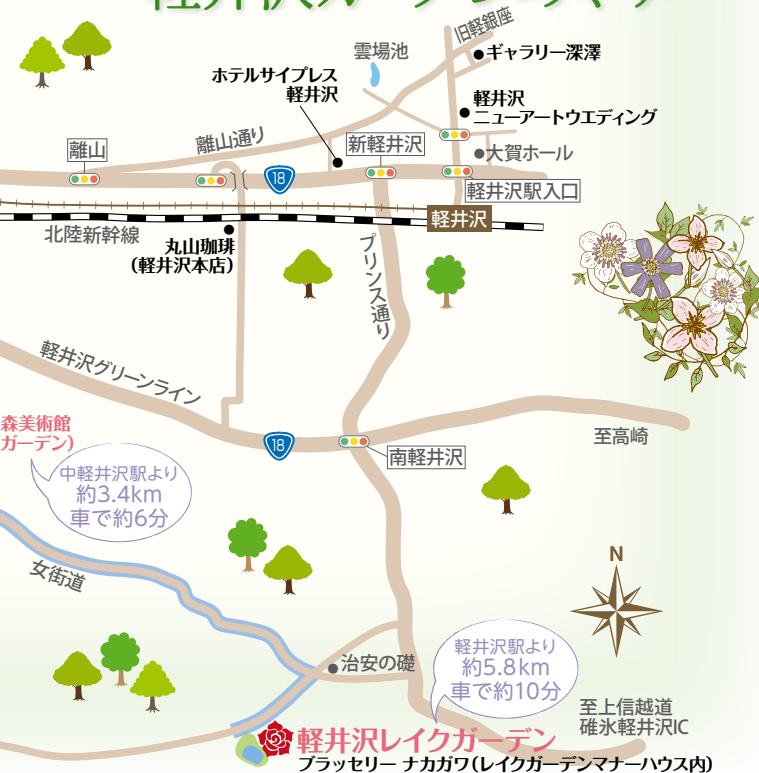 旧軽銀座
雲場池
ギャラリー深澤
ホテルサイプレス
軽井沢
軽井沢
ニューアートウエディング
離山通り
離山
新軽井沢
大賀ホール
18
軽井沢駅入口
軽井沢
北陸新幹線
丸山珈琲
(軽井沢本店)
プリンス通り
軽井沢グリーンライン
森美術館
ガーデン)
18
至高崎
南軽井沢
中軽井沢駅より
約3.4km
車で約6分
女街道
N
治安の礎
軽井沢駅より
約5.8km
車で約10分
至上信越道
碓氷軽井沢IC
軽井沢レイクガーデン
ブラッセリー ナカガワ(レイクガーデンマナーハウス内)